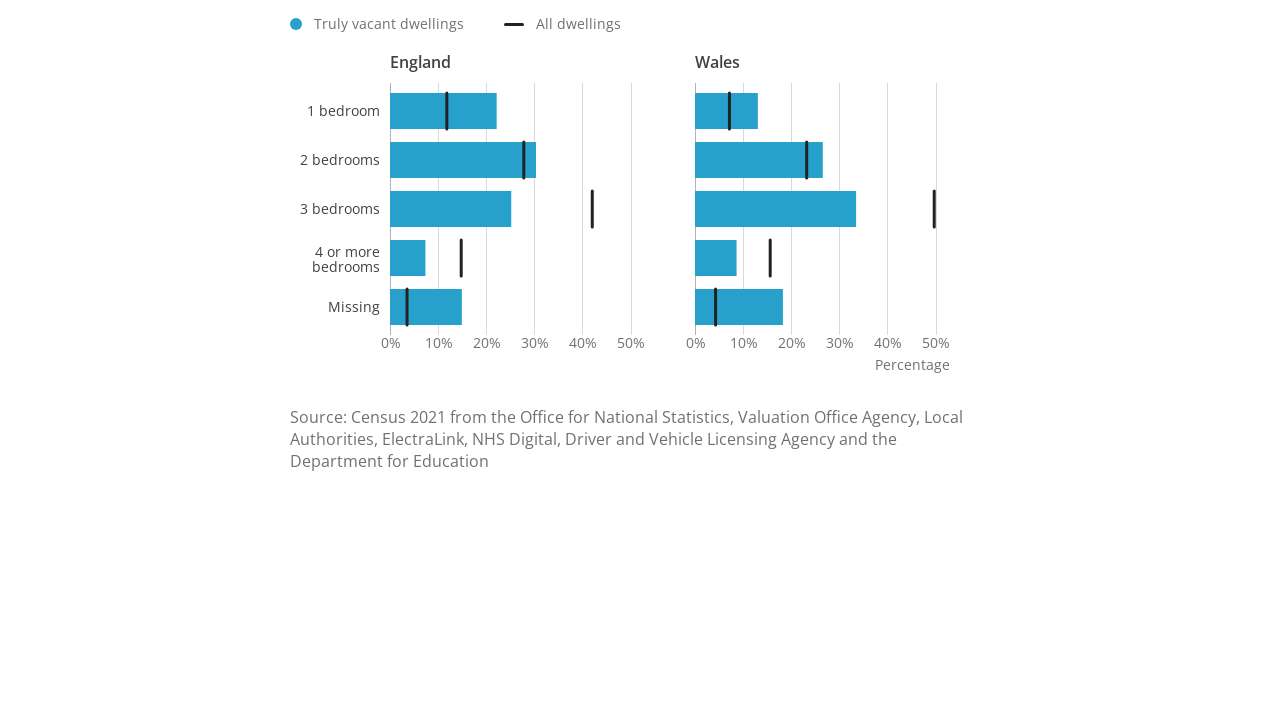 Truly vacant dwellings
All dwellings
England
Wales
1 bedroom
2 bedrooms
3 bedrooms
4 or more
bedrooms
Missing
0% 10% 20% 30% 40% 50%
0% 10% 20% 30% 40% 50%
Percentage
Source: Census 2021 from the Office for National Statistics, Valuation Office Agency, Local
Authorities, ElectraLink, NHS Digital, Driver and Vehicle Licensing Agency and the
Department for Education